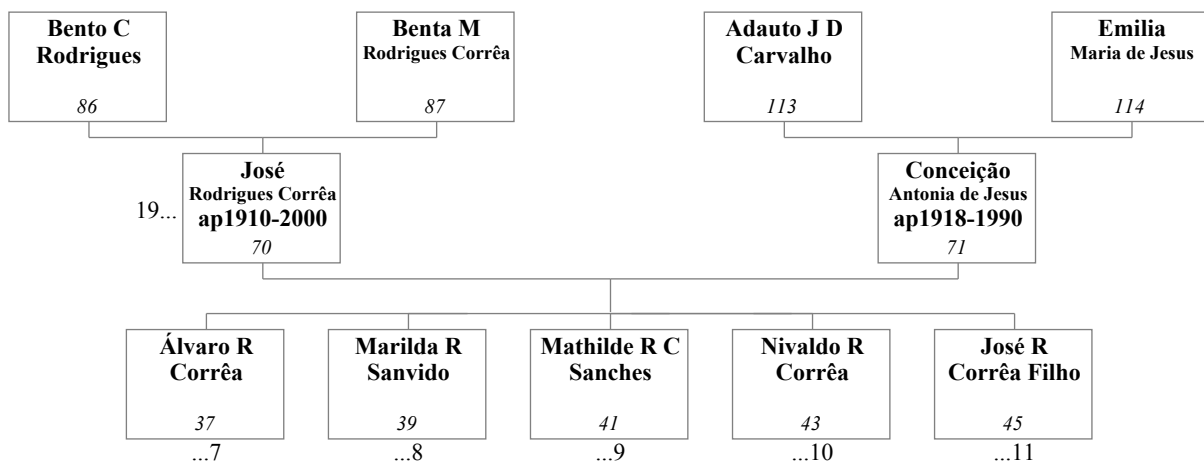 Bento C
Rodrigues
86
Benta M
Rodrigues Corrêa
87
Adauto J D
Carvalho
113
Emilia
Maria de Jesus
114
19...
José
Rodrigues Corrêa
ap1910-2000
70
Conceição
Antonia de Jesus
ap1918-1990
71
Álvaro R
Corrêa
37
...7
Marilda R
Sanvido
39
...8
Mathilde R C
Sanches
41
...9
Nivaldo R
Corrêa
43
...10
José R
Corrêa Filho
45
...11